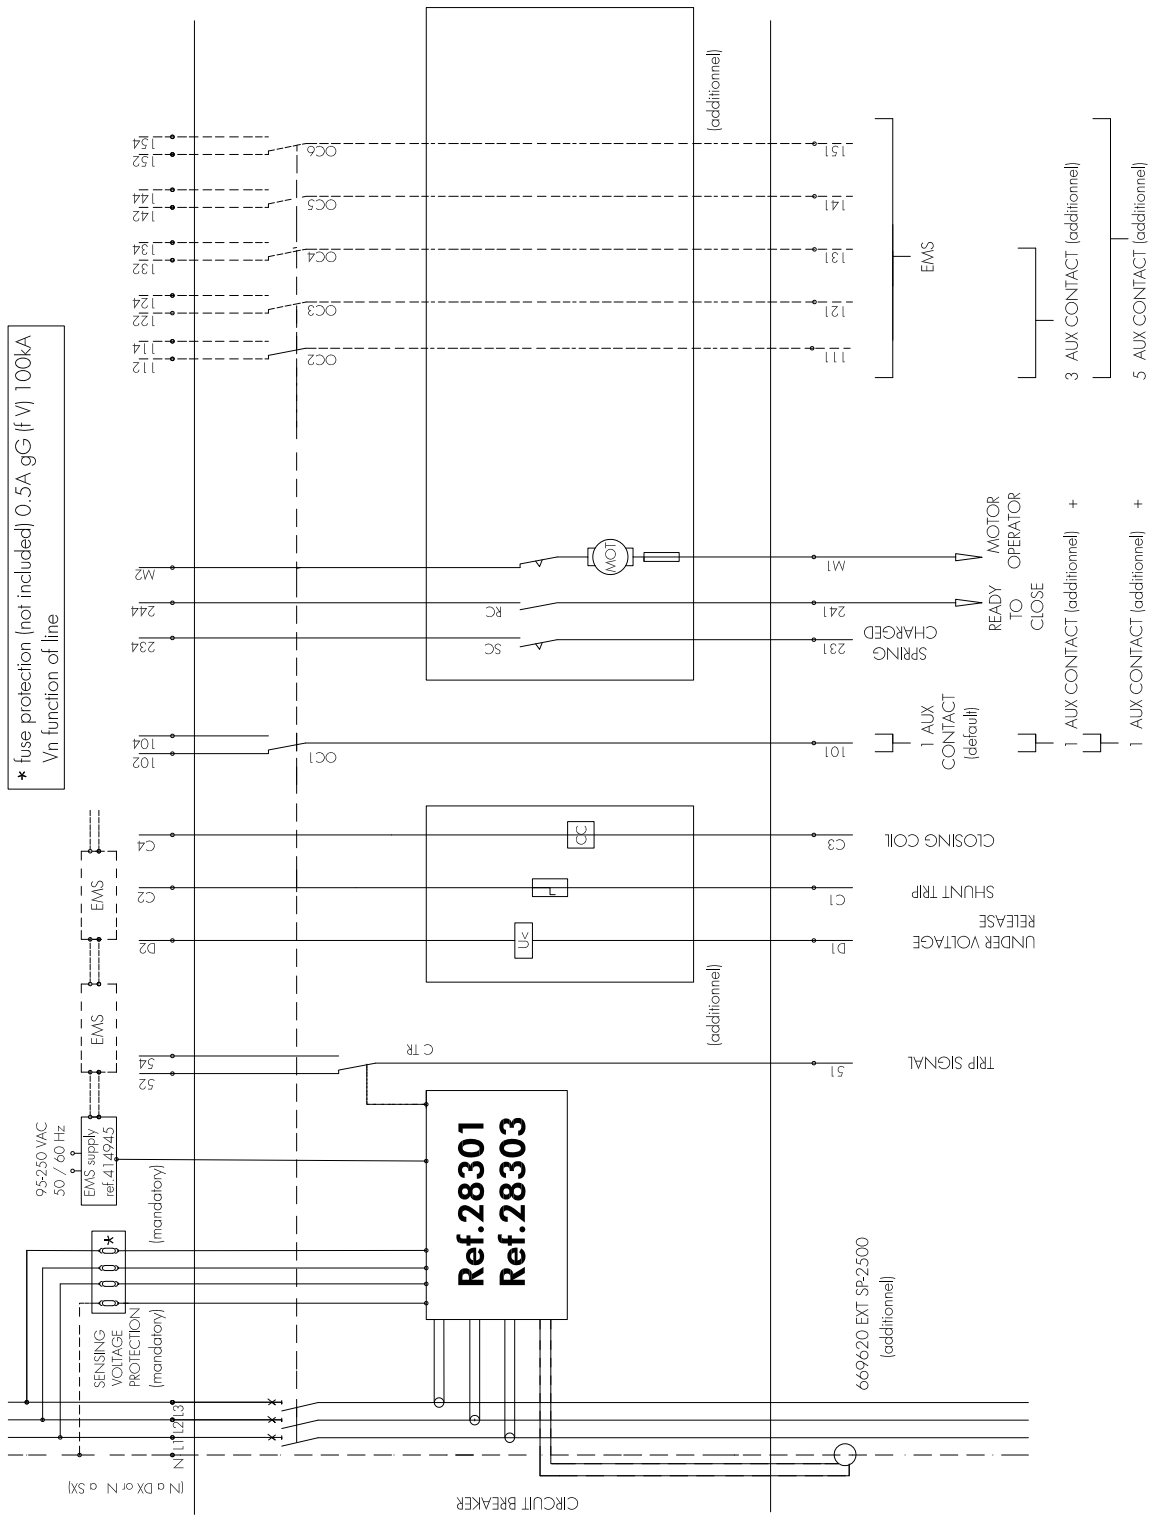 * fuse protection (not included) 0.5A gG (f V) 100kA
Vn function of line
154
152
OC6
151
144
142
OC5
141
134
132
OC4
131
124
122
OC3
121
114
112
OC2
111
(additionnel)
EMS
3 AUX CONTACT (additionnel)
5 AUX CONTACT (additionnel)
M2
MOT
M1
MOTOR
OPERATOR
244
RC
241
READY
TO
CLOSE
234
SC
231
SPRING
CHARGED
104
102
OC1
101
1 AUX
CONTACT
(default)
1 AUX CONTACT (additionnel) +
1 AUX CONTACT (additionnel) +
C4
CC
C3
CLOSING COIL
C2
C1
SHUNT TRIP
D2
U<
D1
UNDER VOLTAGE
RELEASE
(additionnel)
EMS
EMS
54
52
C TR
51
TRIP SIGNAL
95-250 VAC
50 / 60 Hz
EMS supply
ref.414945
(mandatory)
*
SENSING
VOLTAGE
PROTECTION
(mandatory)
Ref.28301
Ref.28303
669620 EXT SP-2500
(additionnel)
N L1 L2 L3
(N a DX or N a SX)
CIRCUIT BREAKER